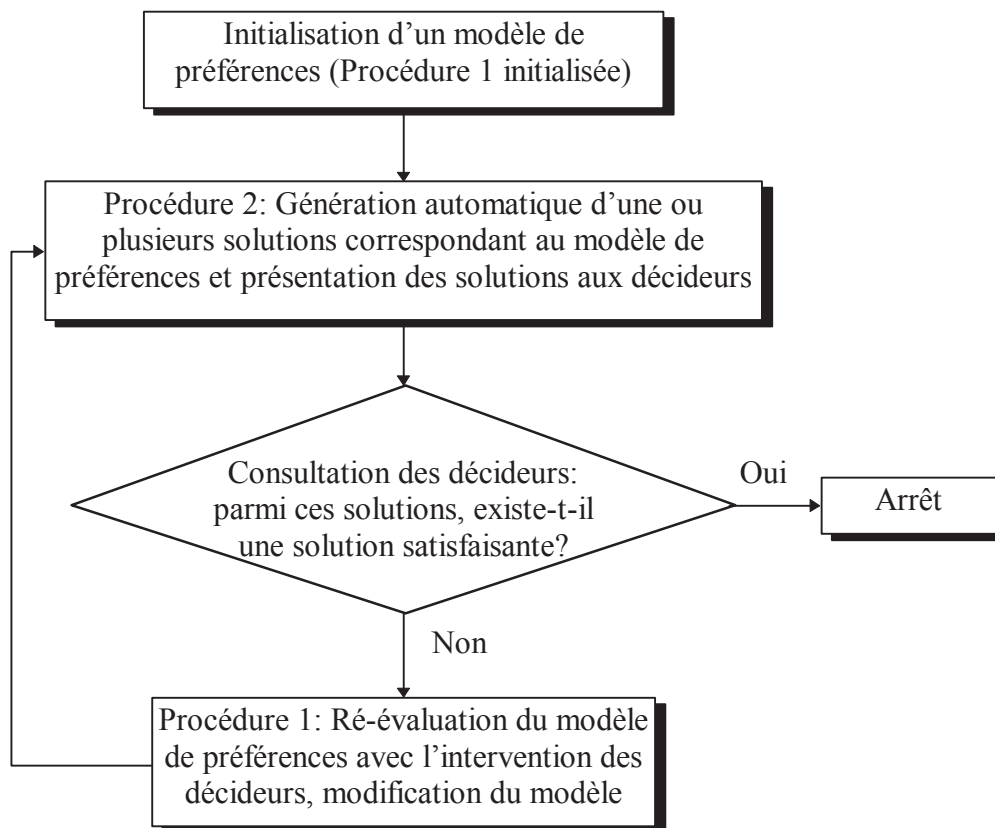 Initialisation d’un modèle de
préférences (Procédure 1 initialisée)
Procédure 2: Génération automatique d’une ou
plusieurs solutions correspondant au modèle de
préférences et présentation des solutions aux décideurs
Consultation des décideurs:
parmi ces solutions, existe-t-il
une solution satisfaisante?
Oui
Arrêt
Non
Procédure 1: Ré-évaluation du modèle
de préférences avec l’intervention des
décideurs, modification du modèle